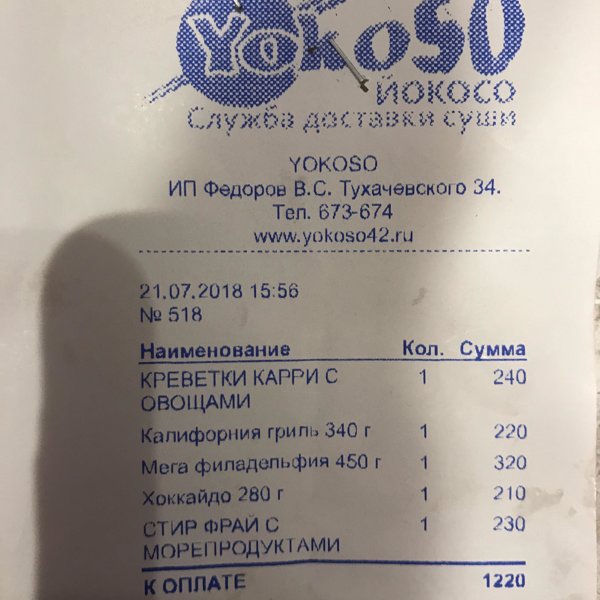 YOKOSO
ЙОКОСО
Служба доставки суши
YOKOSO
ИП Федоров В.С. Тухачевского 34.
Тел. 673-674
www.yokoso42.ru
21.07.2018 15:56
№ 518
Наименование Кол. Сумма
КРЕВЕТКИ КАРРИ С 1 240
ОВОЩАМИ
Калифорния гриль 340 г 1 220
Мега филадельфия 450 г 1 320
Хоккайдо 280 г 1 210
СТИР ФРАЙ С 1 230
МОРЕПРОДУКТАМИ
К ОПЛАТЕ 1220